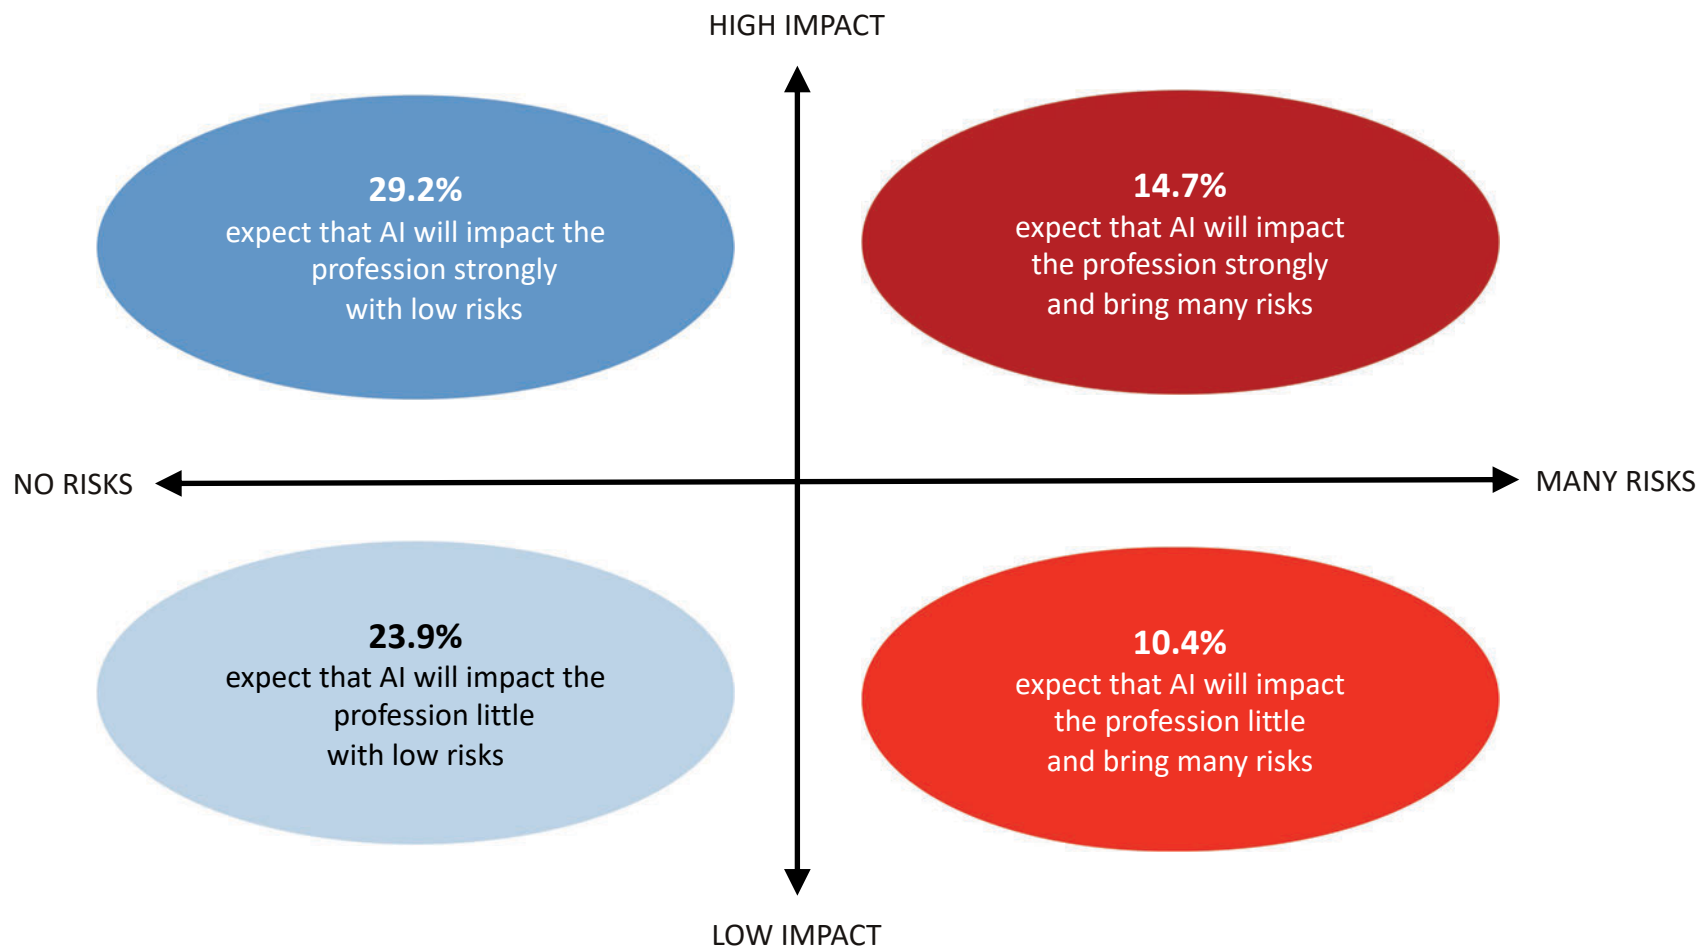 HIGH IMPACT
29.2%
expect that AI will impact the
profession strongly
with low risks
14.7%
expect that AI will impact
the profession strongly
and bring many risks
NO RISKS
MANY RISKS
23.9%
expect that AI will impact the
profession little
with low risks
10.4%
expect that AI will impact
the profession little
and bring many risks
LOW IMPACT